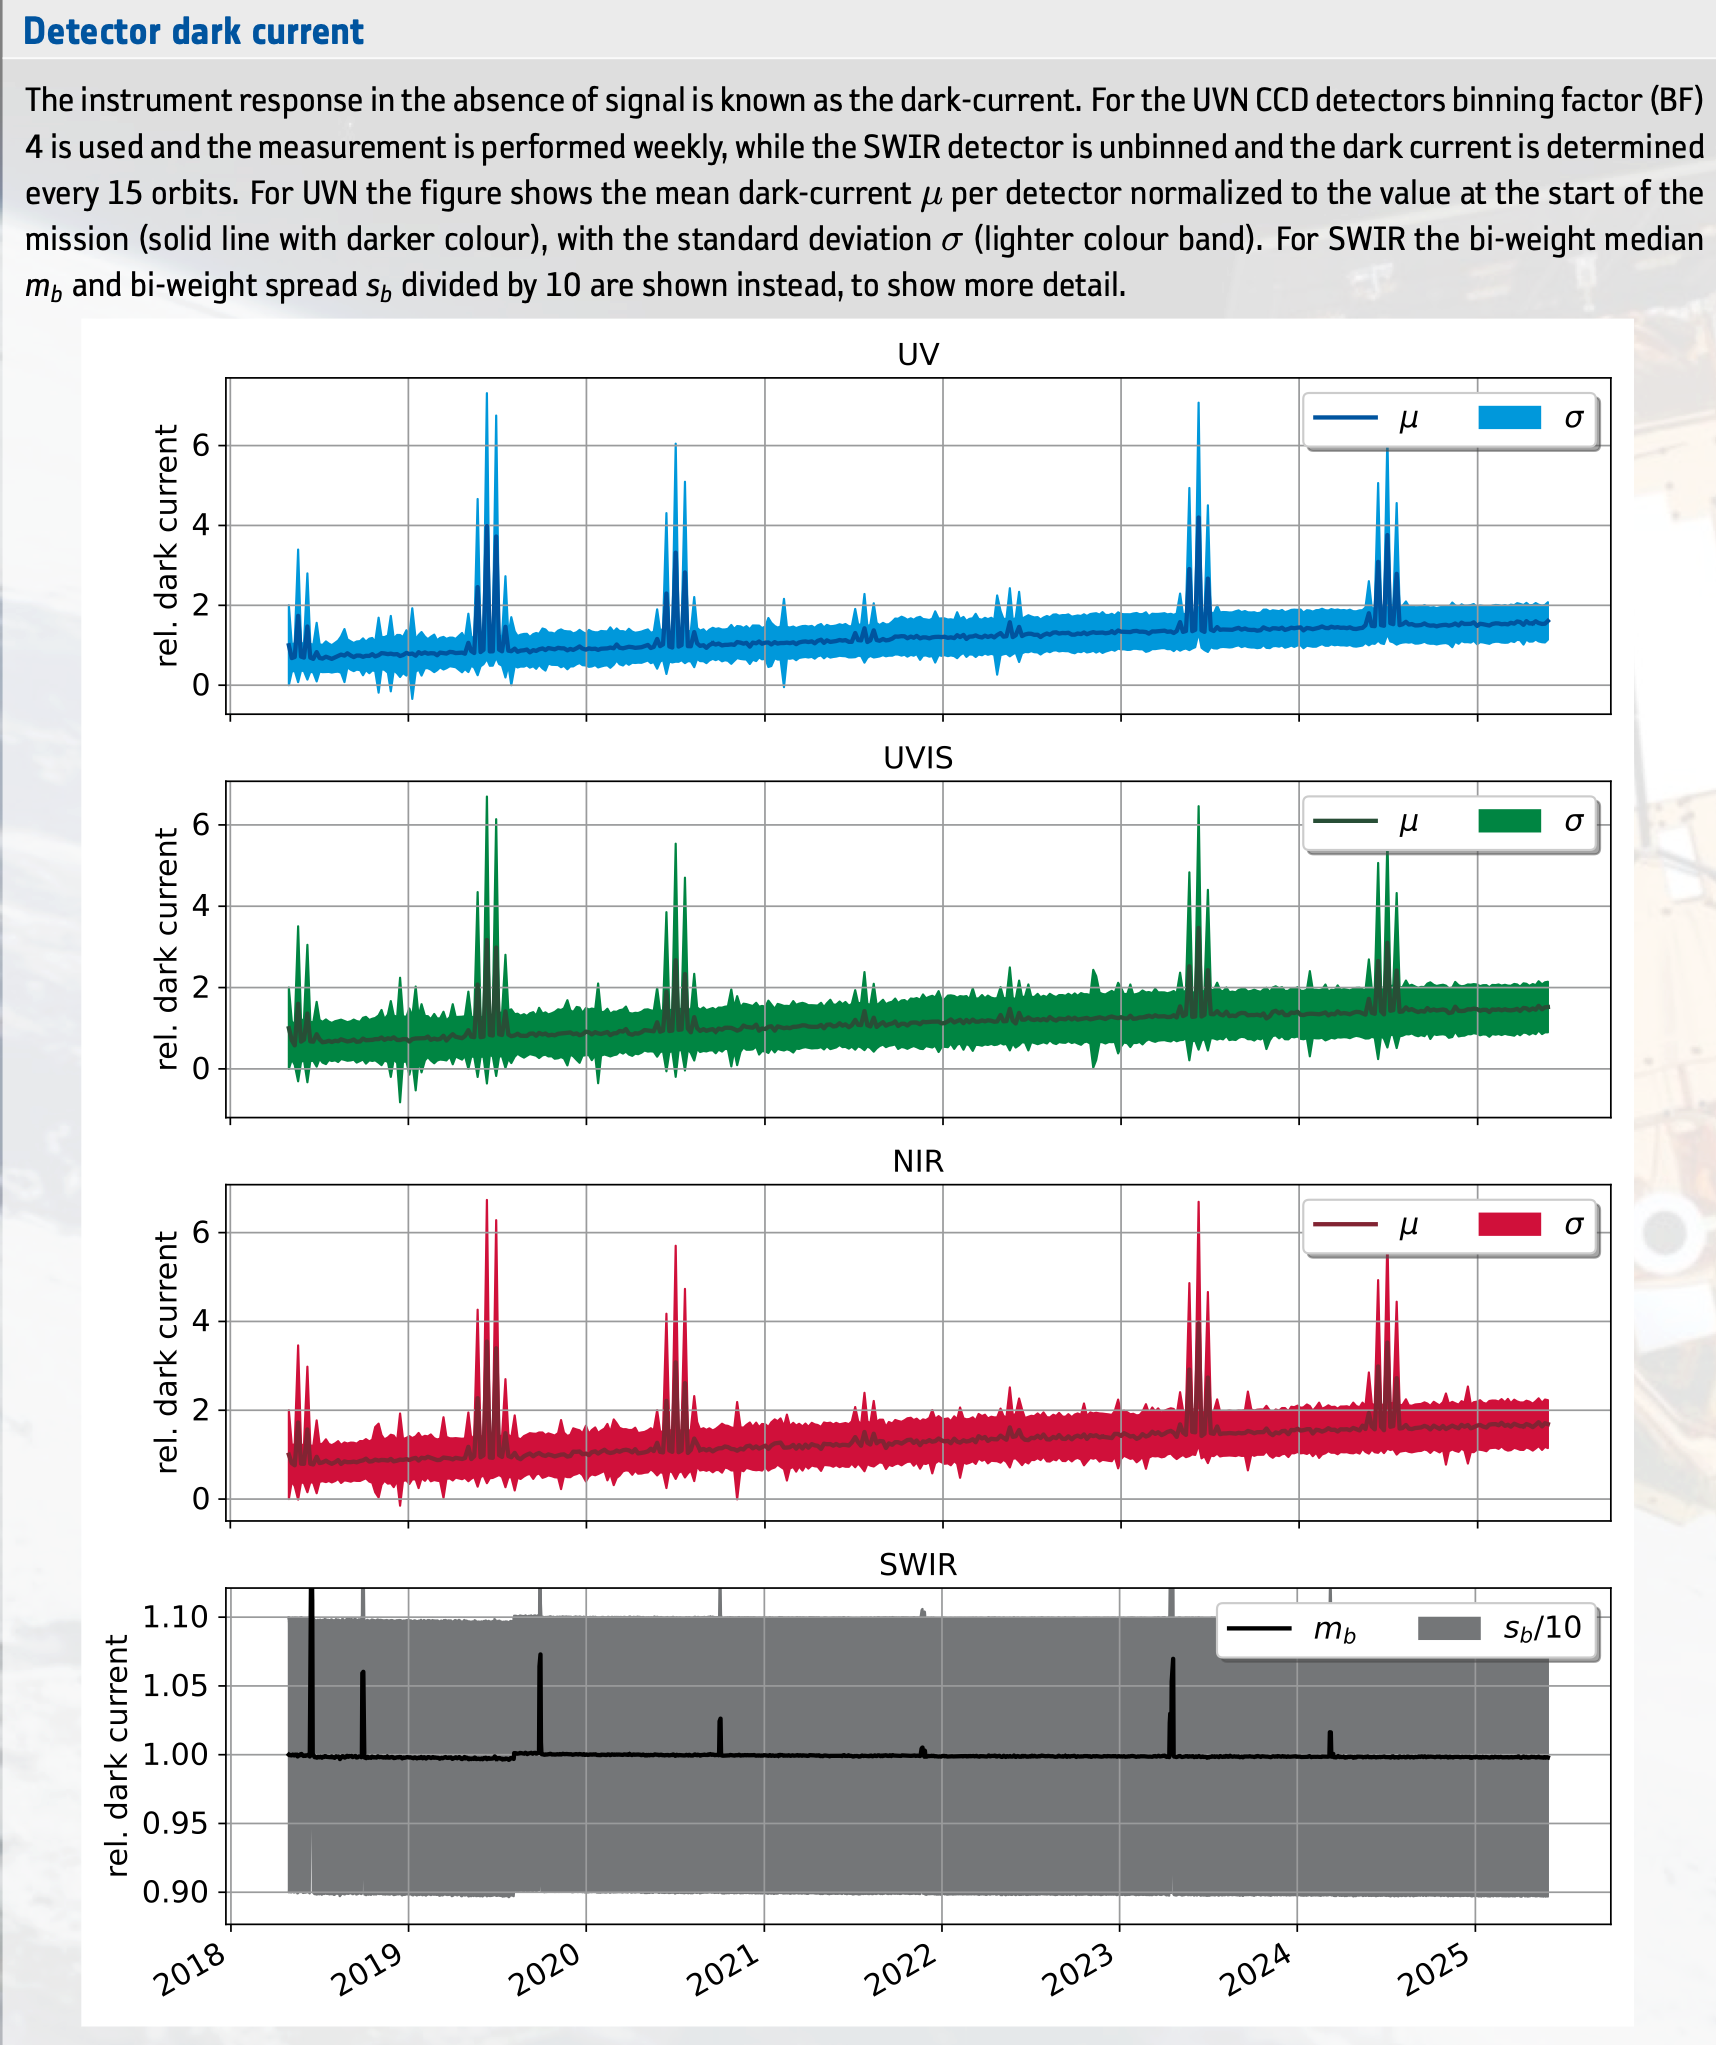 Detector dark current
The instrument response in the absence of signal is known as the dark-current. For the UVN CCD detectors binning factor (BF)
4 is used and the measurement is performed weekly, while the SWIR detector is unbinned and the dark current is determined
every 15 orbits. For UVN the figure shows the mean dark-current μ per detector normalized to the value at the start of the
mission (solid line with darker colour), with the standard deviation σ (lighter colour band). For SWIR the bi-weight median
m_b and bi-weight spread s_b divided by 10 are shown instead, to show more detail.
UV
μ σ
rel. dark current
6
4
2
0
UVIS
μ σ
rel. dark current
6
4
2
0
NIR
μ σ
rel. dark current
6
4
2
0
SWIR
m_b s_b/10
rel. dark current
1.10
1.05
1.00
0.95
0.90
2018 2019 2020 2021 2022 2023 2024 2025